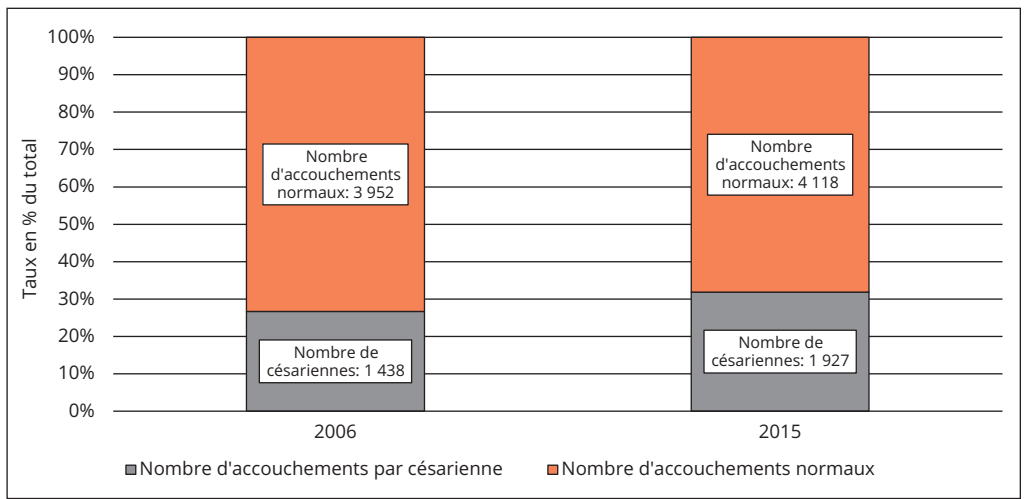 100%
90%
80%
70%
60%
50%
40%
30%
20%
10%
0%
Taux en % du total
Nombre
d'accouchements
normaux: 3 952
Nombre de
césariennes: 1 438
Nombre
d'accouchements
normaux: 4 118
Nombre de
césariennes: 1 927
2006
2015
Nombre d'accouchements par césarienne
Nombre d'accouchements normaux